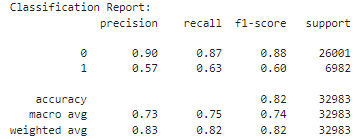 Classification Report:
              precision    recall  f1-score   support

           0       0.90      0.87      0.88     26001
           1       0.57      0.63      0.60      6982

    accuracy                           0.82     32983
   macro avg       0.73      0.75      0.74     32983
weighted avg       0.83      0.82      0.82     32983